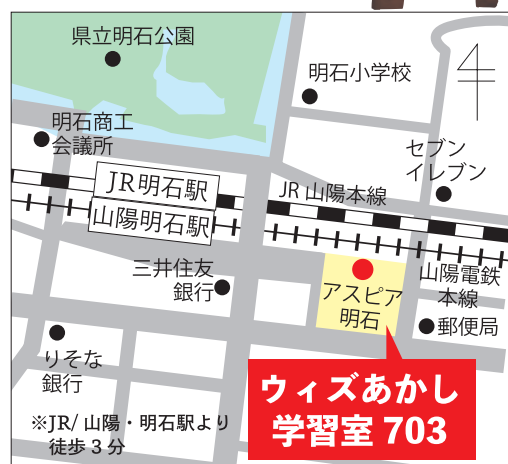 県立明石公園
明石小学校
明石商工
会議所
セブン
イレブン
JR明石駅
JR 山陽本線
山陽明石駅
三井住友
銀行
アスピア
明石
山陽電鉄
本線
郵便局
りそな
銀行
ウィズあかし
学習室 703
※JR/ 山陽・明石駅より
徒歩 3 分